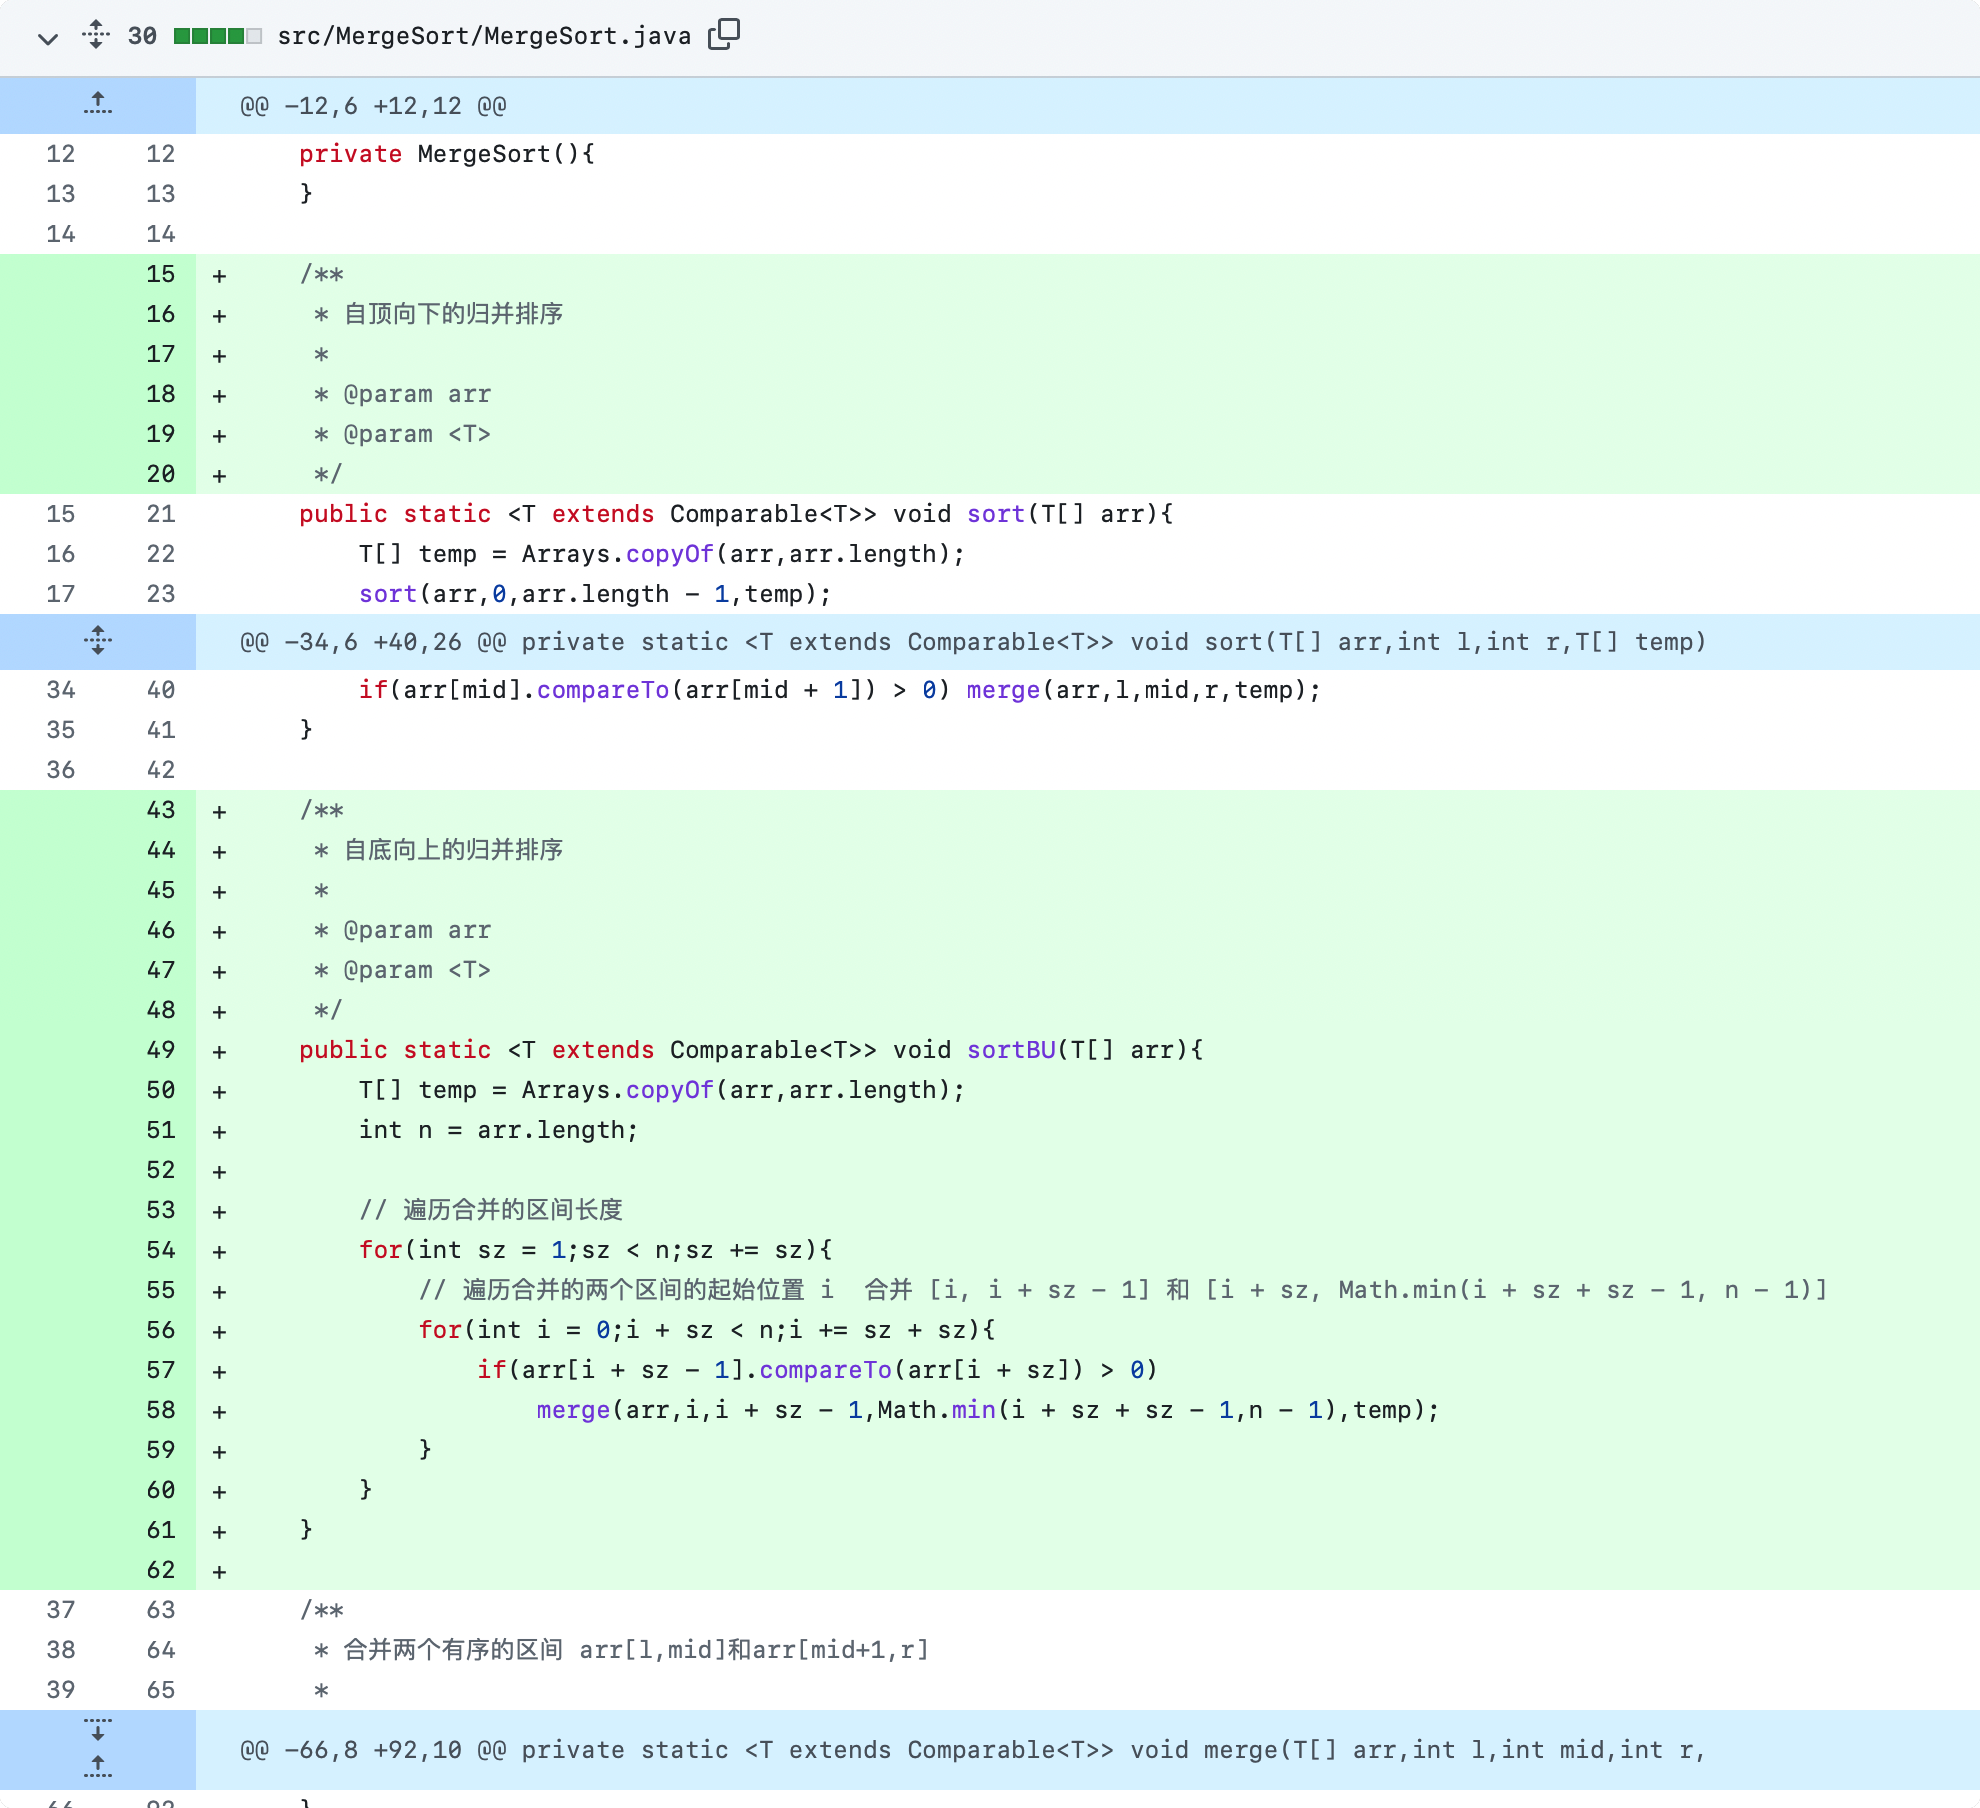 30 src/MergeSort/MergeSort.java
@@ -12,6 +12,12 @@
12 12 private MergeSort(){
13 13 }
14 14
15 + /**
16 + * 自顶向下的归并排序
17 + *
18 + * @param arr
19 + * @param <T>
20 + */
15 21 public static <T extends Comparable<T>> void sort(T[] arr){
16 22 T[] temp = Arrays.copyOf(arr,arr.length);
17 23 sort(arr,0,arr.length - 1,temp);
@@ -34,6 +40,26 @@ private static <T extends Comparable<T>> void sort(T[] arr,int l,int r,T[] temp)
34 40 if(arr[mid].compareTo(arr[mid + 1]) > 0) merge(arr,l,mid,r,temp);
35 41 }
36 42
43 + /**
44 + * 自底向上的归并排序
45 + *
46 + * @param arr
47 + * @param <T>
48 + */
49 + public static <T extends Comparable<T>> void sortBU(T[] arr){
50 + T[] temp = Arrays.copyOf(arr,arr.length);
51 + int n = arr.length;
52 +
53 + // 遍历合并的区间长度
54 + for(int sz = 1;sz < n;sz += sz){
55 + // 遍历合并的两个区间的起始位置 i  合并 [i, i + sz - 1] 和 [i + sz, Math.min(i + sz + sz - 1, n - 1)]
56 + for(int i = 0;i + sz < n;i += sz + sz){
57 + if(arr[i + sz - 1].compareTo(arr[i + sz]) > 0)
58 + merge(arr,i,i + sz - 1,Math.min(i + sz + sz - 1,n - 1),temp);
59 + }
60 + }
61 + }
62 +
37 63 /**
38 64 * 合并两个有序的区间 arr[l,mid]和arr[mid+1,r]
39 65 *
@@ -66,8 +92,10 @@ private static <T extends Comparable<T>> void merge(T[] arr,int l,int mid,int r,